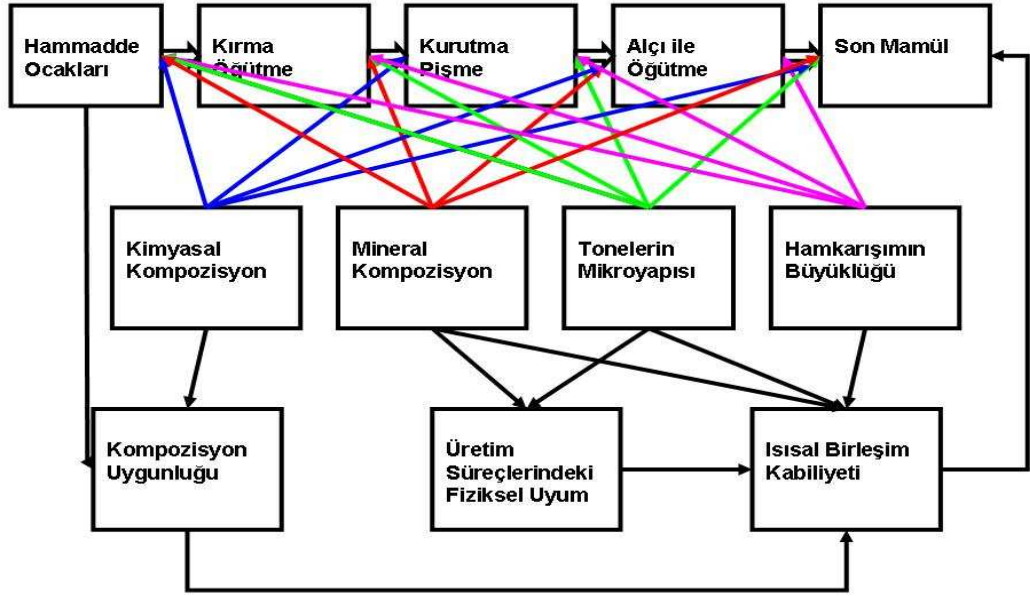 Hammadde
Ocakları
Kırma
Öğütme
Kurutma
Pişme
Alçı ile
Öğütme
Son Mamül
Kimyasal
Kompozisyon
Mineral
Kompozisyon
Tonelerin
Mikroyapısı
Hamkarışımın
Büyüklüğü
Kompozisyon
Uygunluğu
Üretim
Süreçlerindeki
Fiziksel Uyum
Isısal Birleşim
Kabiliyeti